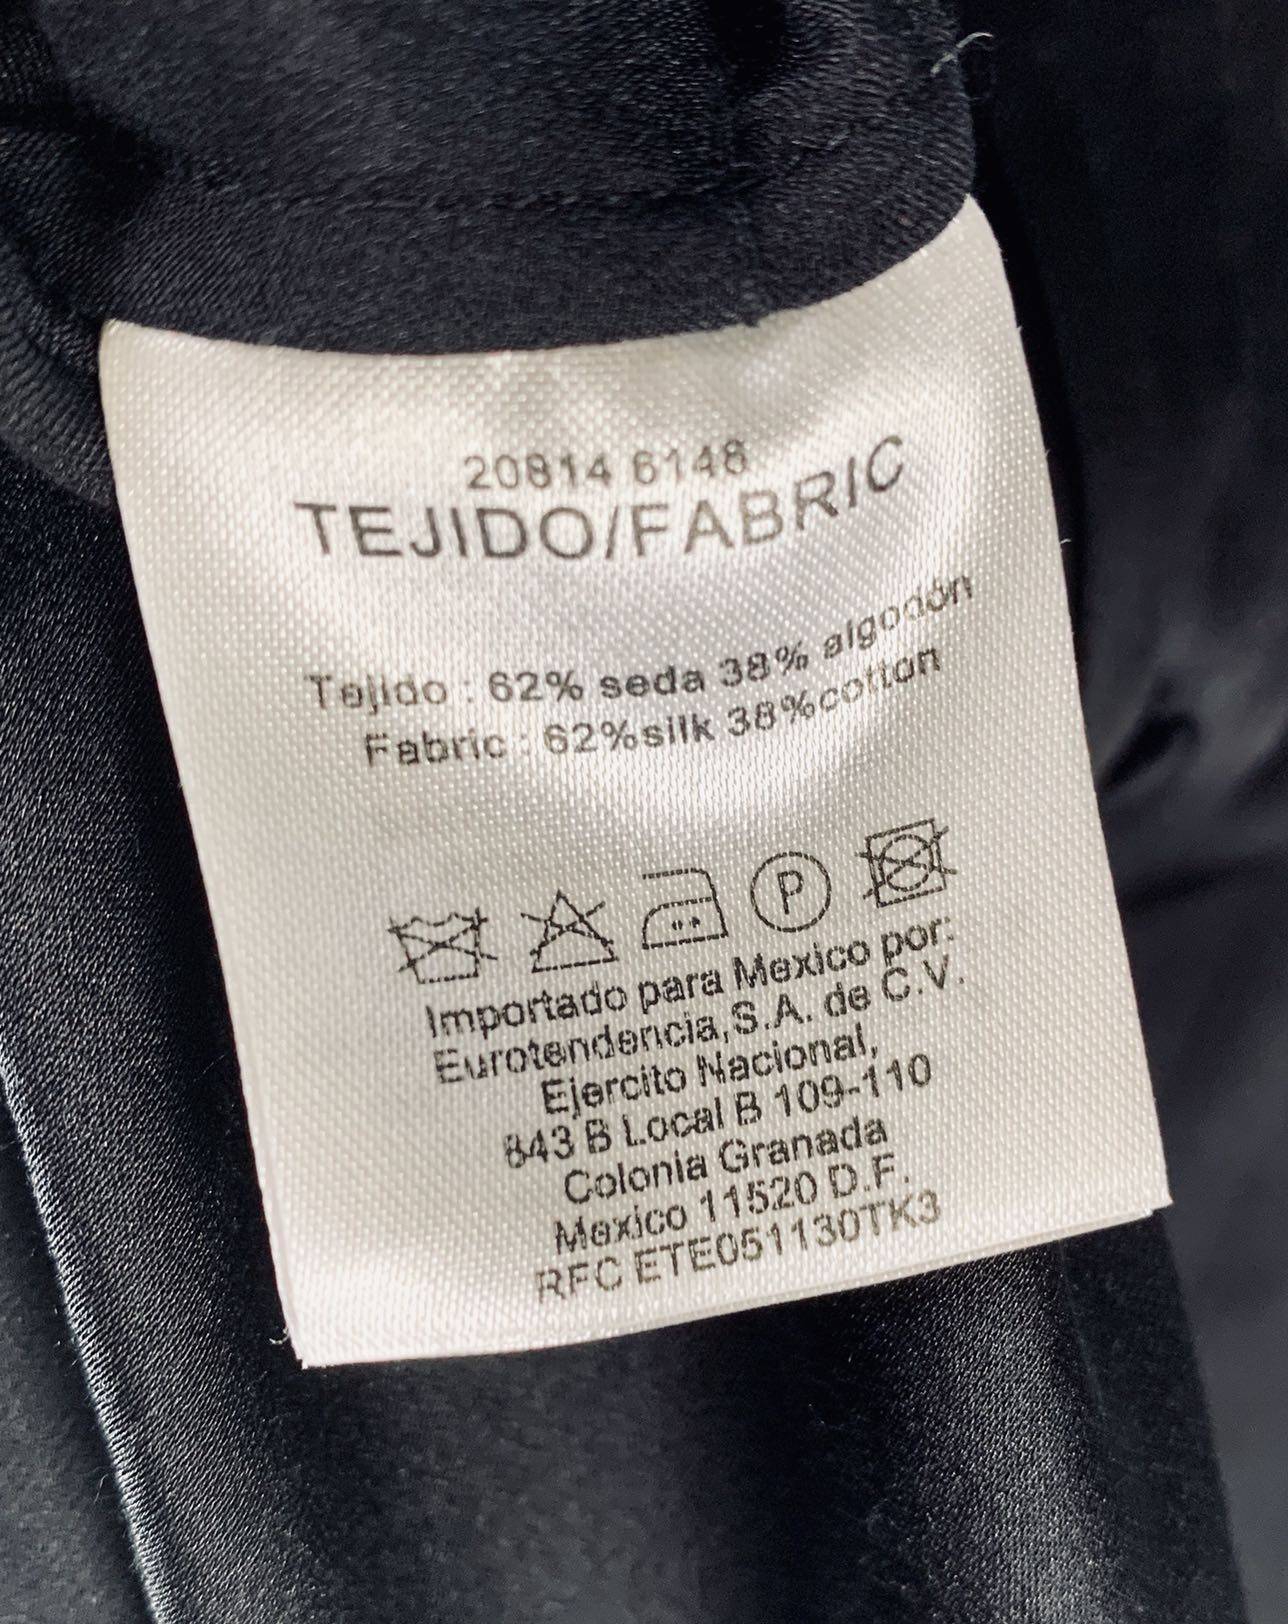 20814 6148
TEJIDO/FABRIC
Tejido : 62% seda 38% algodón
Fabric : 62%silk 38%cotton
P
Importado para Mexico por:
Eurotendencia,S.A. de C.V.
Ejercito Nacional,
843 B Local B 109-110
Colonia Granada
Mexico 11520 D.F.
RFC ETE051130TK3